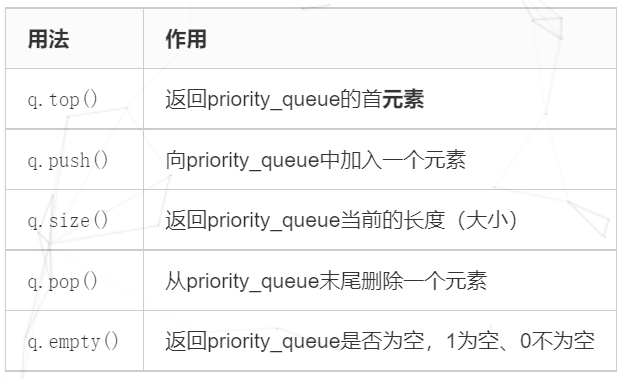 用法 作用
q.top() 返回priority_queue的首元素
q.push() 向priority_queue中加入一个元素
q.size() 返回priority_queue当前的长度（大小）
q.pop() 从priority_queue末尾删除一个元素
q.empty() 返回priority_queue是否为空，1为空、0不为空